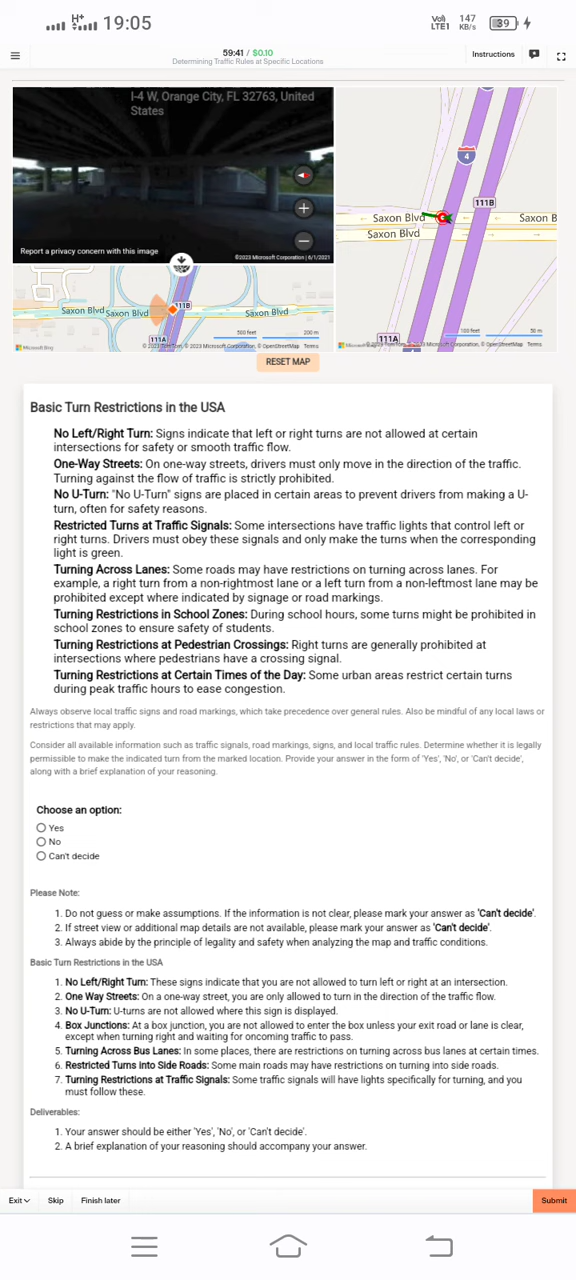 19:05
H+
Vo)) LTE1
147 KB/s
39
59:41 / $0.10
Determining Traffic Rules at Specific Locations
Instructions
I-4 W, Orange City, FL 32763, United
States
Report a privacy concern with this image
©2023 Microsoft Corporation | 6/1/2021
Saxon Blvd
Saxon Blvd
Saxon Blvd
111B
111A
500 feet
200 m
Microsoft Bing
© 2023 TomTom, © 2023 Microsoft Corporation, © OpenStreetMap Terms
4
111B
Saxon Blvd
Saxon B
Saxon Blvd
111A
100 feet
50 m
Microsoft Bing
© 2023 TomTom, © 2023 Microsoft Corporation, © OpenStreetMap Terms
RESET MAP
Basic Turn Restrictions in the USA
No Left/Right Turn: Signs indicate that left or right turns are not allowed at certain
intersections for safety or smooth traffic flow.
One-Way Streets: On one-way streets, drivers must only move in the direction of the traffic.
Turning against the flow of traffic is strictly prohibited.
No U-Turn: "No U-Turn" signs are placed in certain areas to prevent drivers from making a U-
turn, often for safety reasons.
Restricted Turns at Traffic Signals: Some intersections have traffic lights that control left or
right turns. Drivers must obey these signals and only make the turns when the corresponding
light is green.
Turning Across Lanes: Some roads may have restrictions on turning across lanes. For
example, a right turn from a non-rightmost lane or a left turn from a non-leftmost lane may be
prohibited except where indicated by signage or road markings.
Turning Restrictions in School Zones: During school hours, some turns might be prohibited in
school zones to ensure safety of students.
Turning Restrictions at Pedestrian Crossings: Right turns are generally prohibited at
intersections where pedestrians have a crossing signal.
Turning Restrictions at Certain Times of the Day: Some urban areas restrict certain turns
during peak traffic hours to ease congestion.
Always observe local traffic signs and road markings, which take precedence over general rules. Also be mindful of any local laws or
restrictions that may apply.
Consider all available information such as traffic signals, road markings, signs, and local traffic rules. Determine whether it is legally
permissible to make the indicated turn from the marked location. Provide your answer in the form of 'Yes', 'No', or 'Can't decide',
along with a brief explanation of your reasoning.
Choose an option:
Yes
No
Can't decide
Please Note:
1. Do not guess or make assumptions. If the information is not clear, please mark your answer as 'Can't decide'.
2. If street view or additional map details are not available, please mark your answer as 'Can't decide'.
3. Always abide by the principle of legality and safety when analyzing the map and traffic conditions.
Basic Turn Restrictions in the USA
1. No Left/Right Turn: These signs indicate that you are not allowed to turn left or right at an intersection.
2. One Way Streets: On a one-way street, you are only allowed to turn in the direction of the traffic flow.
3. No U-Turn: U-turns are not allowed where this sign is displayed.
4. Box Junctions: At a box junction, you are not allowed to enter the box unless your exit road or lane is clear,
except when turning right and waiting for oncoming traffic to pass.
5. Turning Across Bus Lanes: In some places, there are restrictions on turning across bus lanes at certain times.
6. Restricted Turns into Side Roads: Some main roads may have restrictions on turning into side roads.
7. Turning Restrictions at Traffic Signals: Some traffic signals will have lights specifically for turning, and you
must follow these.
Deliverables:
1. Your answer should be either 'Yes', 'No', or 'Can't decide'.
2. A brief explanation of your reasoning should accompany your answer.
Exit
Skip
Finish later
Submit